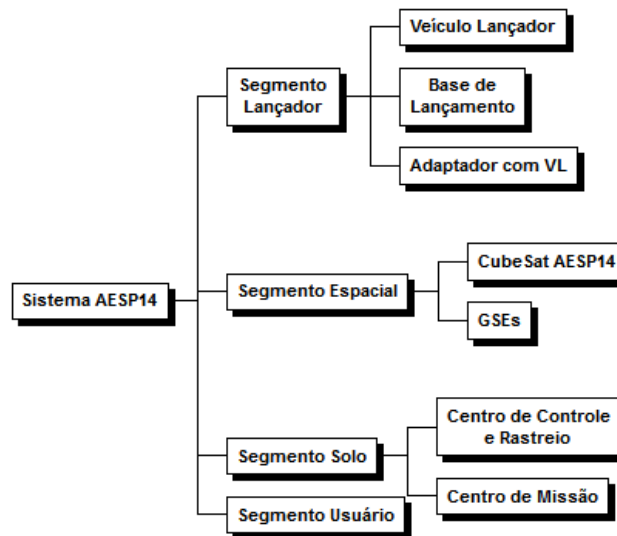 Sistema AESP14
Segmento
Lançador
Veículo Lançador
Base de
Lançamento
Adaptador com VL
Segmento Espacial
CubeSat AESP14
GSEs
Segmento Solo
Centro de Controle
e Rastreio
Centro de Missão
Segmento Usuário